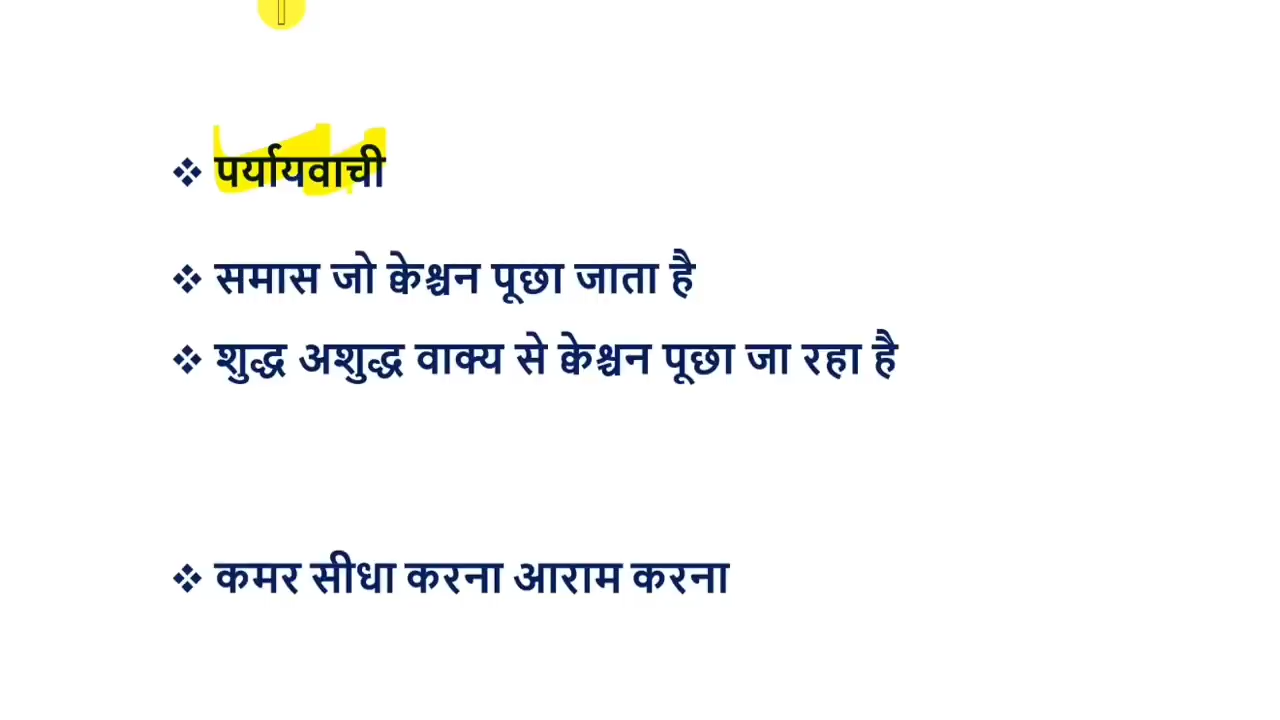 ❖ पर्यायवाची
❖ समास जो क्वेश्चन पूछा जाता है
❖ शुद्ध अशुद्ध वाक्य से क्वेश्चन पूछा जा रहा है
❖ कमर सीधा करना आराम करना